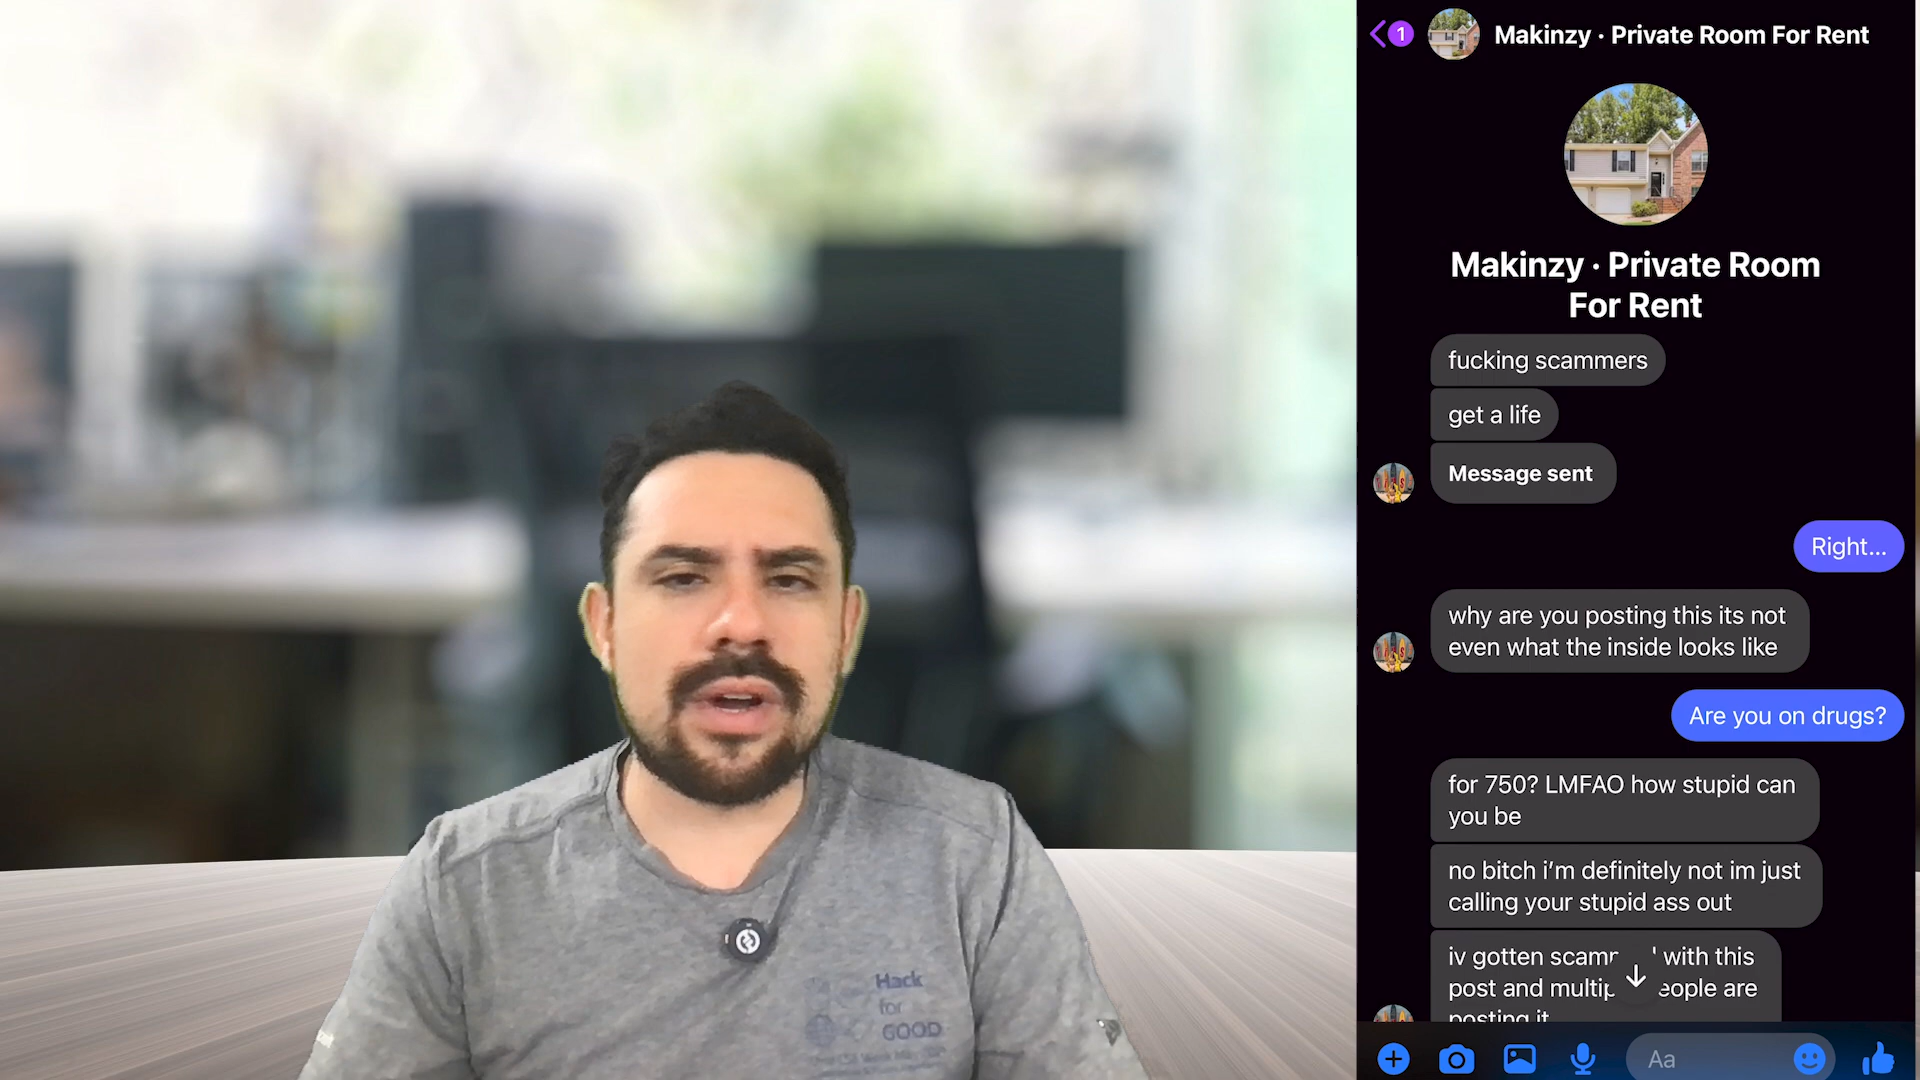 Hack
for
GOOD
1
Makinzy · Private Room For Rent
Makinzy · Private Room
For Rent
fucking scammers
get a life
Message sent
Right...
why are you posting this its not
even what the inside looks like
Are you on drugs?
for 750? LMFAO how stupid can
you be
no bitch i'm definitely not im just
calling your stupid ass out
iv gotten with this
post and are
posting it
Aa